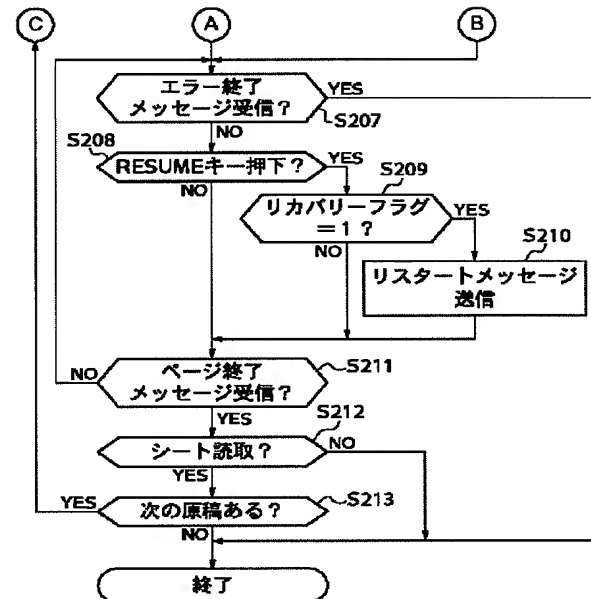 C
A
B
エラー終了
メッセージ受信?
YES
S207
NO
S208
RESUMEキー押下?
YES
NO
S209
リカバリーフラグ
=1?
YES
NO
S210
リスタートメッセージ
送信
NO
ページ終了
メッセージ受信?
S211
YES
S212
シート読取?
NO
YES
YES
次の原稿ある?
S213
NO
終了